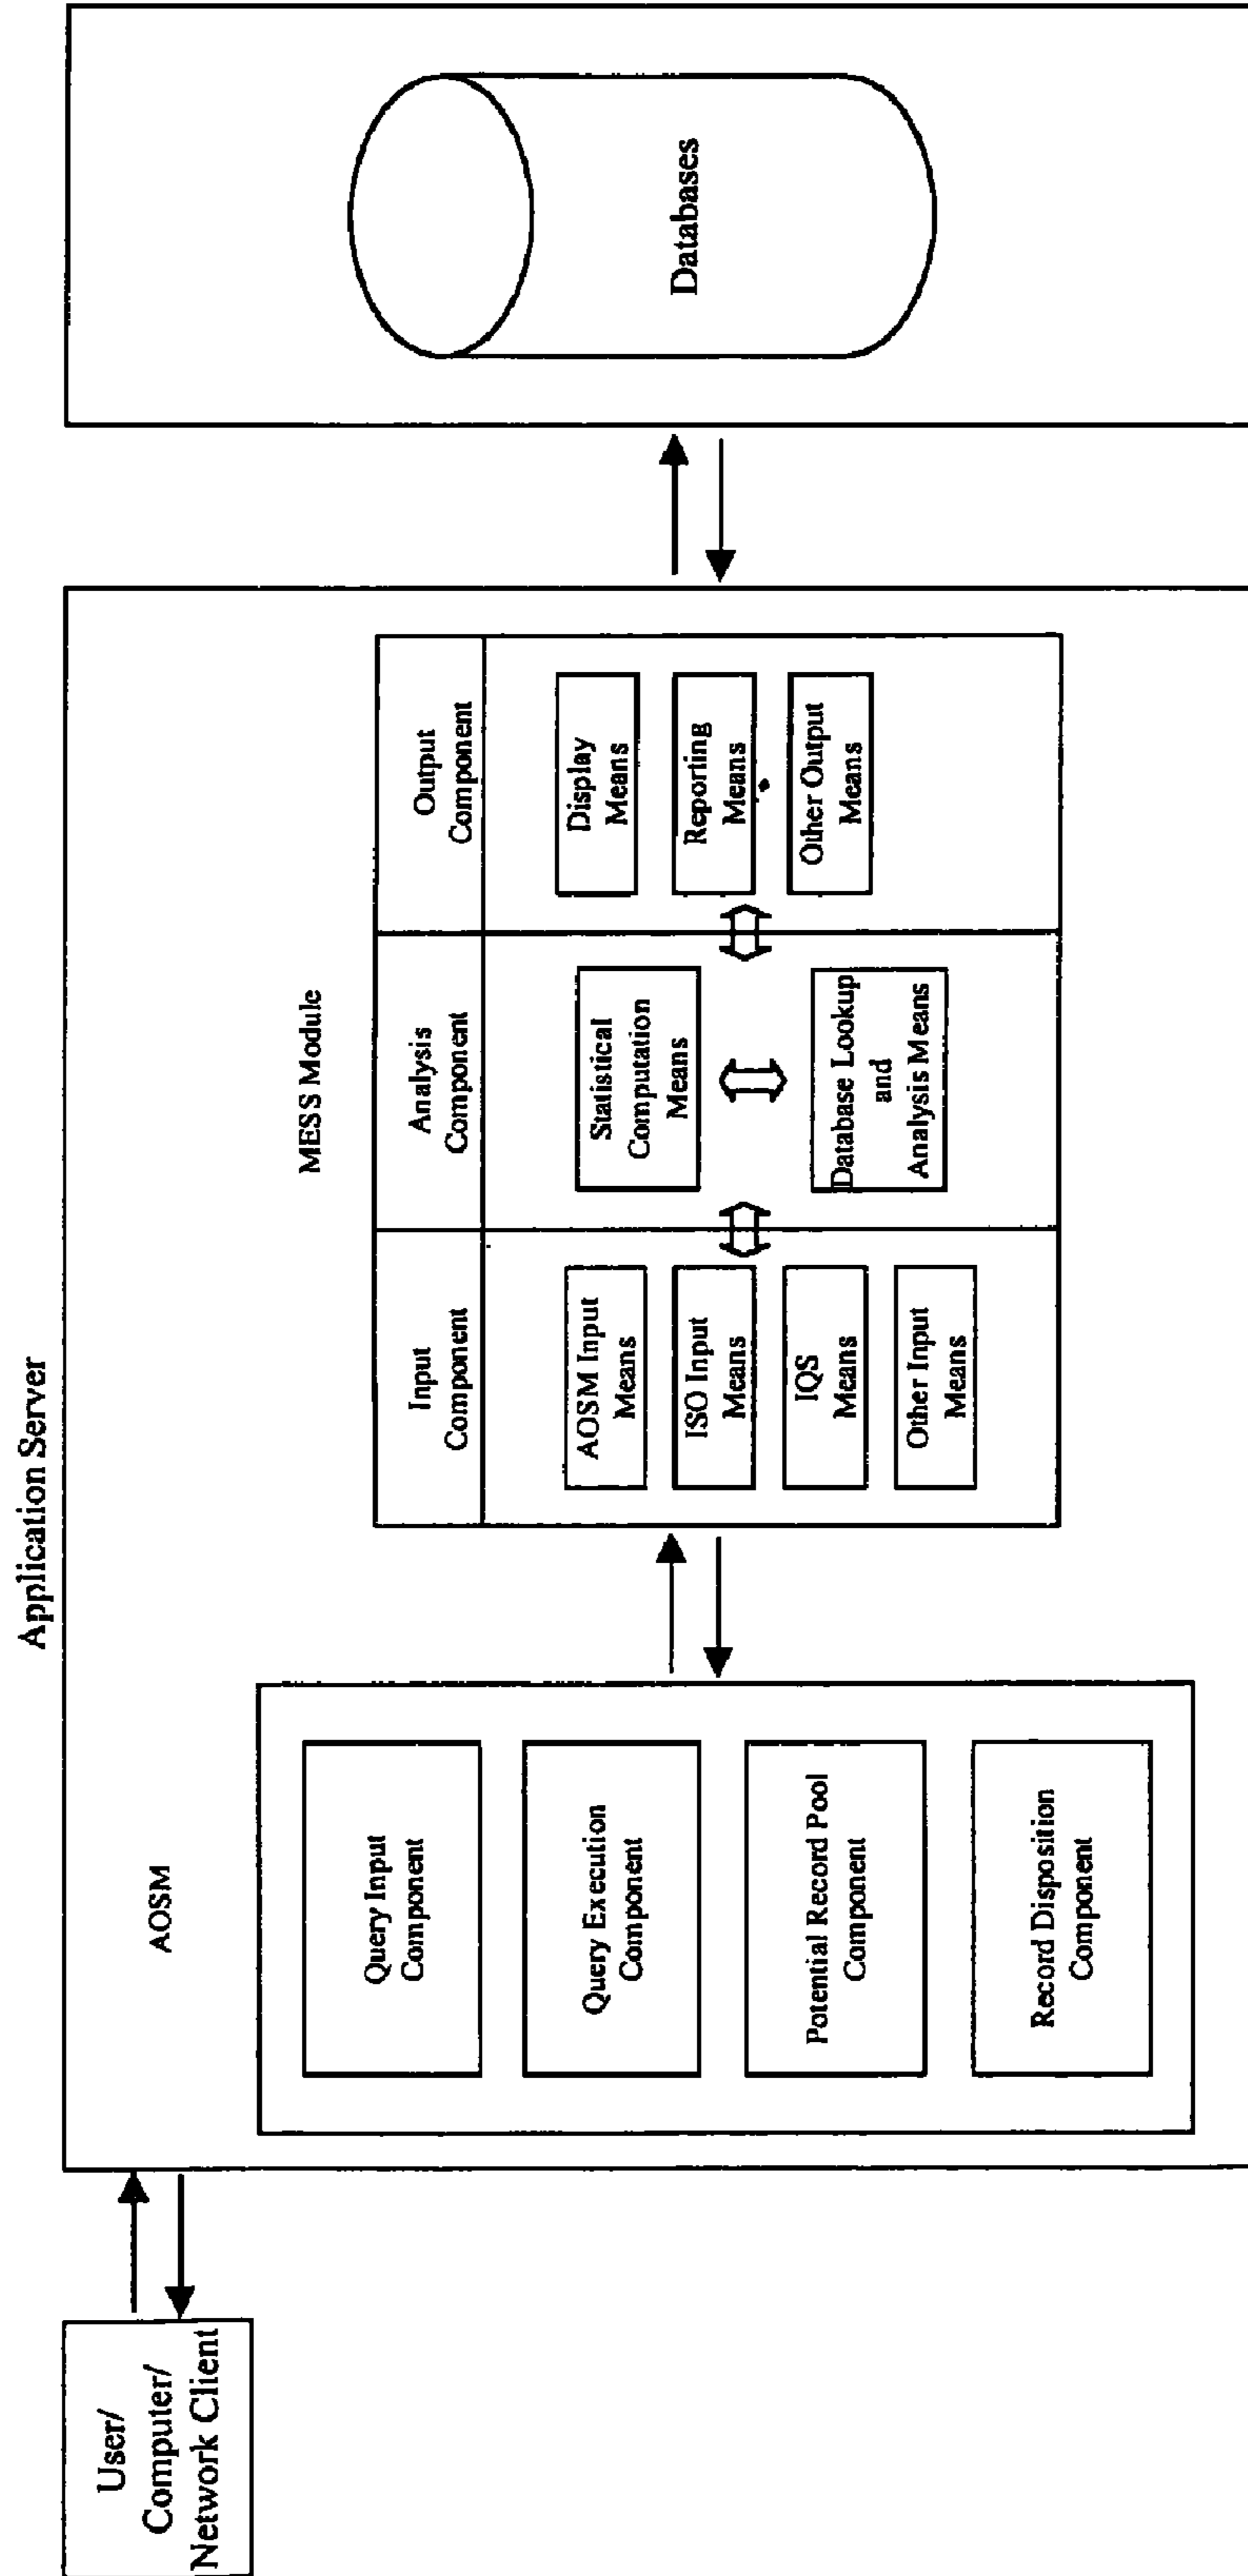 Application Server
User/
Computer/
Network Client
AOSM
Query Input
Component
Query Execution
Component
Potential Record Pool
Component
Record Disposition
Component
MESS Module
Input
Component
AOSM Input
Means
ISO Input
Means
IQS
Means
Other Input
Means
Analysis
Component
Statistical
Computation
Means
Database Lookup
and
Analysis Means
Output
Component
Display
Means
Reporting
Means
Other Output
Means
Databases